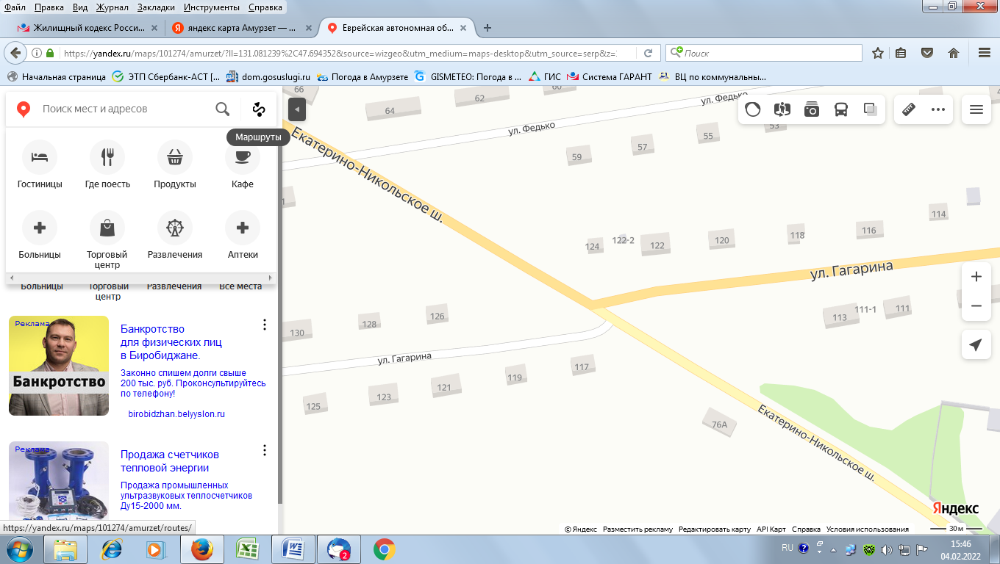 Файл Правка Вид Журнал Закладки Инструменты Справка
Жилищный кодекс Росси...
яндекс карта Амурзет — ...
Еврейская автономная об...
https://yandex.ru/maps/101274/amurzet/?ll=131.081239%2C47.694352&source=wizgeo&utm_medium=maps-desktop&utm_source=serp&z=
Поиск
Начальная страница
ЭТП Сбербанк-АСТ [...
dom.gosuslugi.ru
Погода в Амурзете
GISMETEO: Погода в ...
ГИС
Система ГАРАНТ
ВЦ по коммунальны...
Поиск мест и адресов
Маршруты
Гостиницы
Где поесть
Продукты
Кафе
Больницы
Торговый
центр
Развлечения
Аптеки
Больницы
Торговый
центр
Развлечения
Все места
Реклама
Банкротство
Банкротство
для физических лиц
в Биробиджане.
Законно спишем долги свыше
200 тыс. руб. Проконсультируйтесь
по телефону!
birobidzhan.belyyslon.ru
Реклама
Продажа счетчиков
тепловой энергии
Продажа промышленных
ультразвуковых теплосчетчиков
Ду15-2000 мм.
https://yandex.ru/maps/101274/amurzet/routes/
66
64
62
60
ул. Федько
ул. Федько
59
57
55
53
Екатерино-Никольское ш.
124
122-2
122
120
118
116
114
ул. Гагарина
113
111-1
111
130
128
126
ул. Гагарина
125
123
121
119
117
76А
Екатерино-Никольское ш.
Яндекс
© Яндекс
Разместить рекламу
Редактировать карту
API Карт
Справка
Условия использования
30 м
RU
2
15:46
04.02.2022